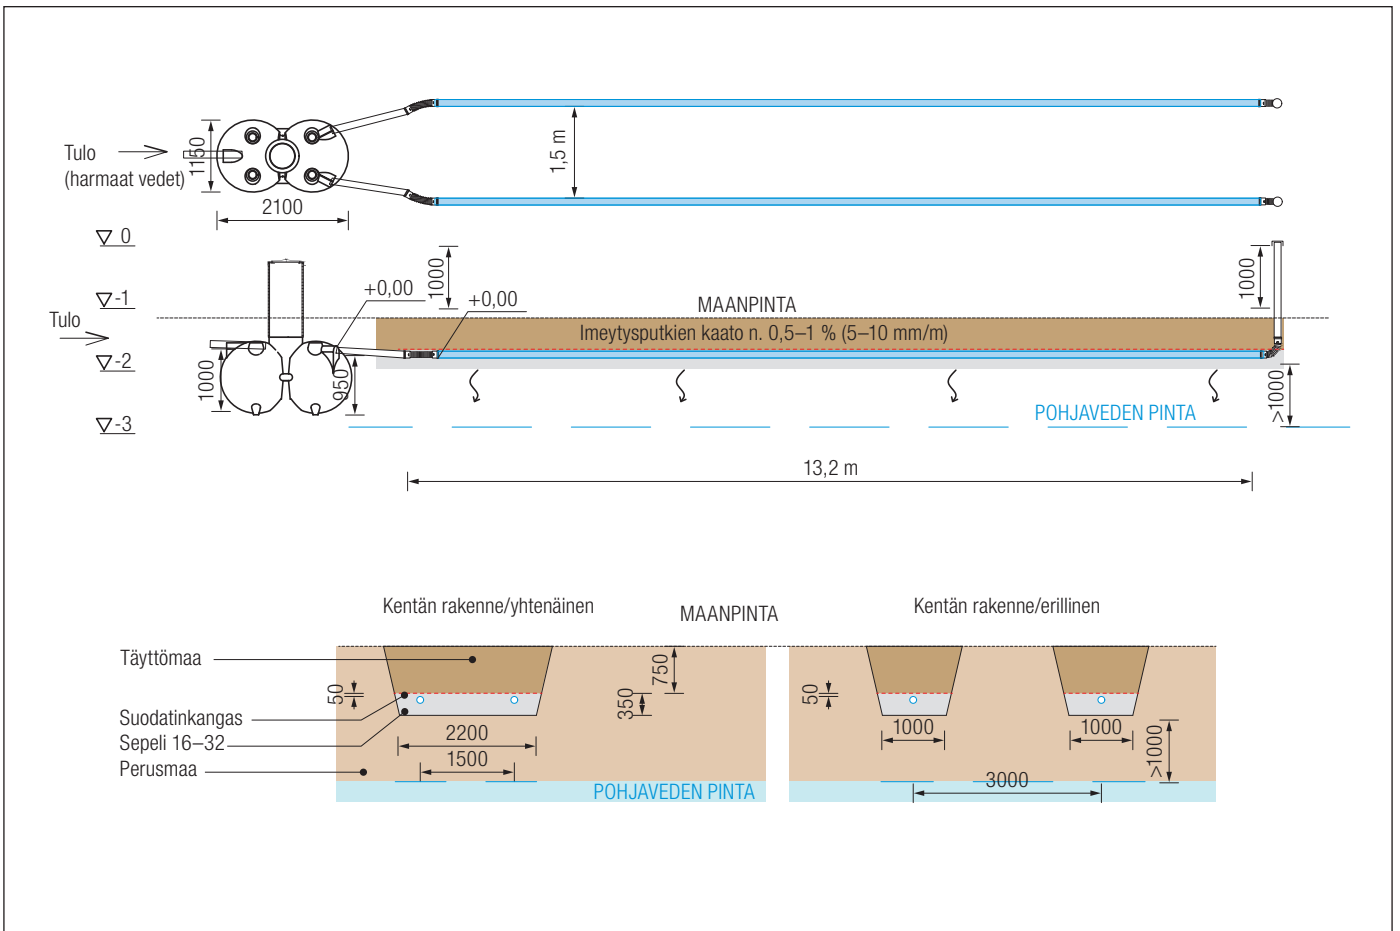 Tulo
(harmaat vedet)
1150
2100
1,5 m
0
-1
-2
-3
Tulo
1000
950
+0,00
+0,00
1000
1000
MAANPINTA
Imeytysputkien kaato n. 0,5–1 % (5–10 mm/m)
POHJAVEDEN PINTA
>1000
13,2 m
Kentän rakenne/yhtenäinen
MAANPINTA
Kentän rakenne/erillinen
Täyttömaa
50
Suodatinkangas
Sepeli 16–32
Perusmaa
750
350
2200
1500
POHJAVEDEN PINTA
50
1000
1000
>1000
3000